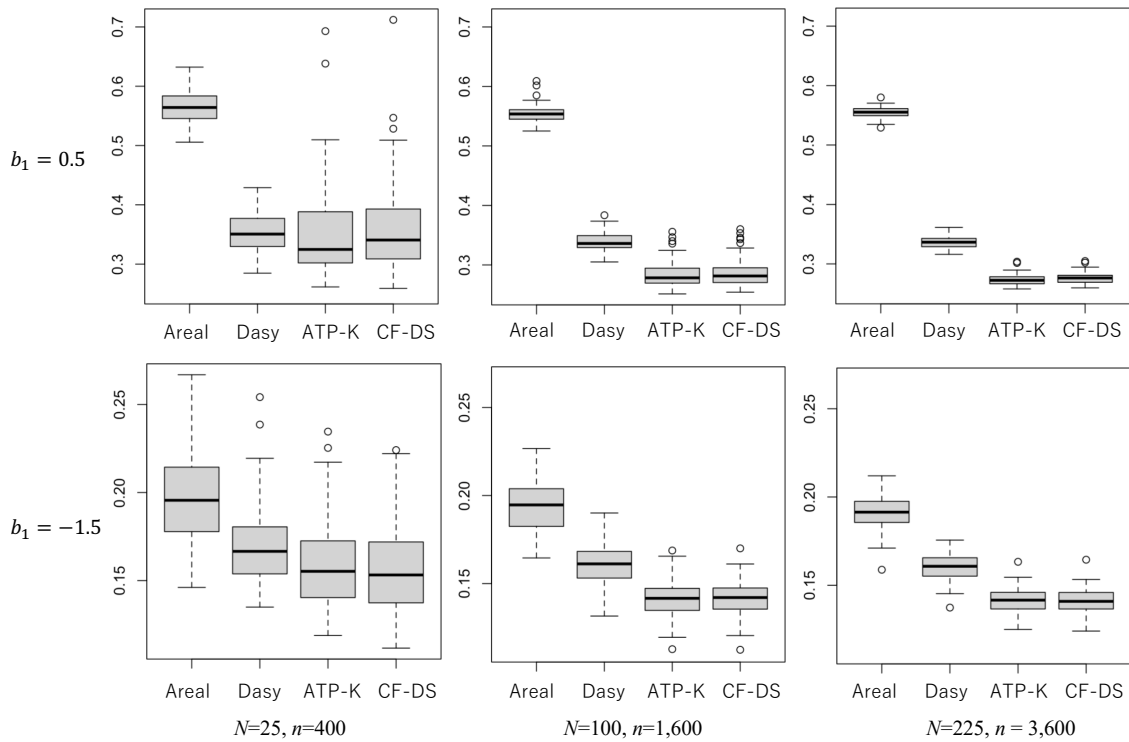 0.7
0.6
0.5
0.4
0.3
0.7
0.6
0.5
0.4
0.3
0.7
0.6
0.5
0.4
0.3
b₁ = 0.5
Areal Dasy ATP-K CF-DS
Areal Dasy ATP-K CF-DS
Areal Dasy ATP-K CF-DS
0.25
0.20
0.15
0.25
0.20
0.15
0.25
0.20
0.15
b₁ = −1.5
Areal Dasy ATP-K CF-DS
Areal Dasy ATP-K CF-DS
Areal Dasy ATP-K CF-DS
N=25, n=400
N=100, n=1,600
N=225, n = 3,600